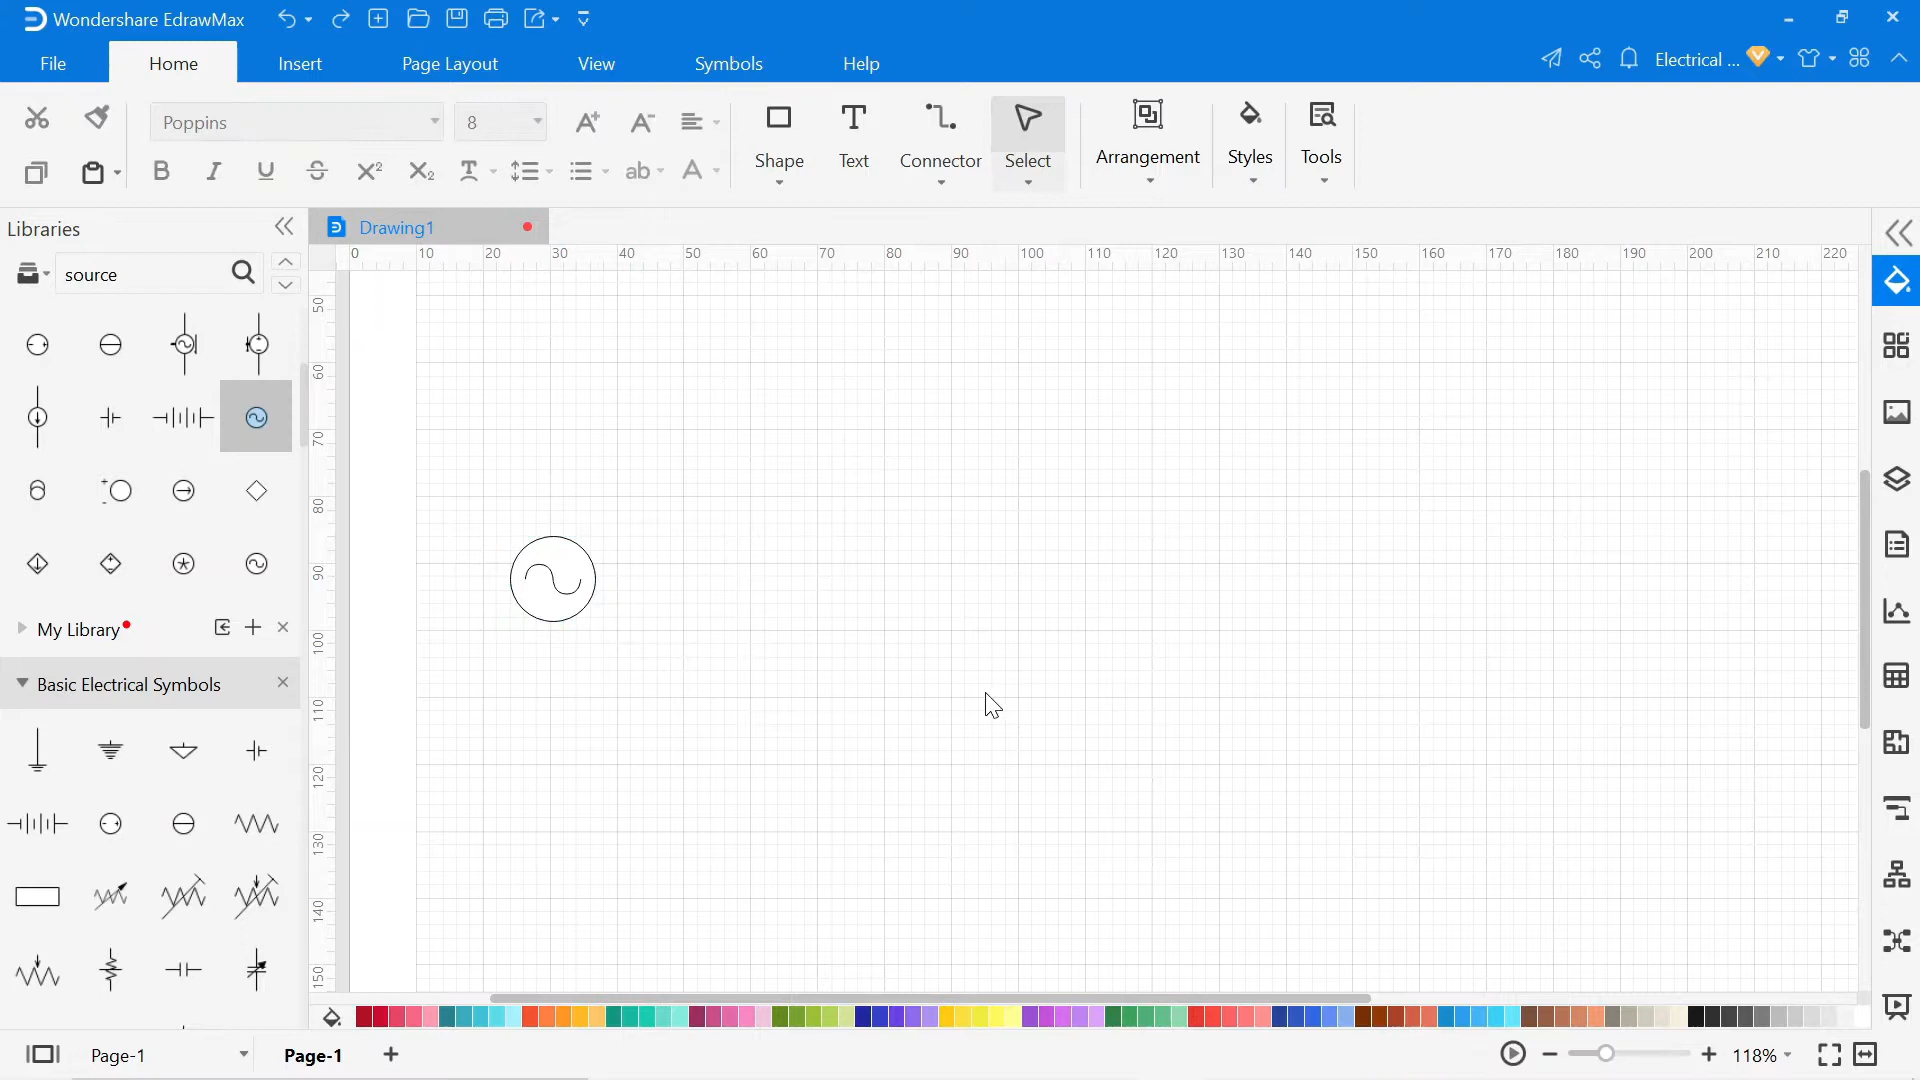 Wondershare EdrawMax
File Home Insert Page Layout View Symbols Help
Electrical ...
Poppins 8
Shape Text Connector Select Arrangement Styles Tools
Libraries
Drawing1
source
0 10 20 30 40 50 60 70 80 90 100 110 120 130 140 150 160 170 180 190 200 210 220
50
60
70
80
90
100
110
120
130
140
150
My Library
Basic Electrical Symbols
Page-1 Page-1 118%